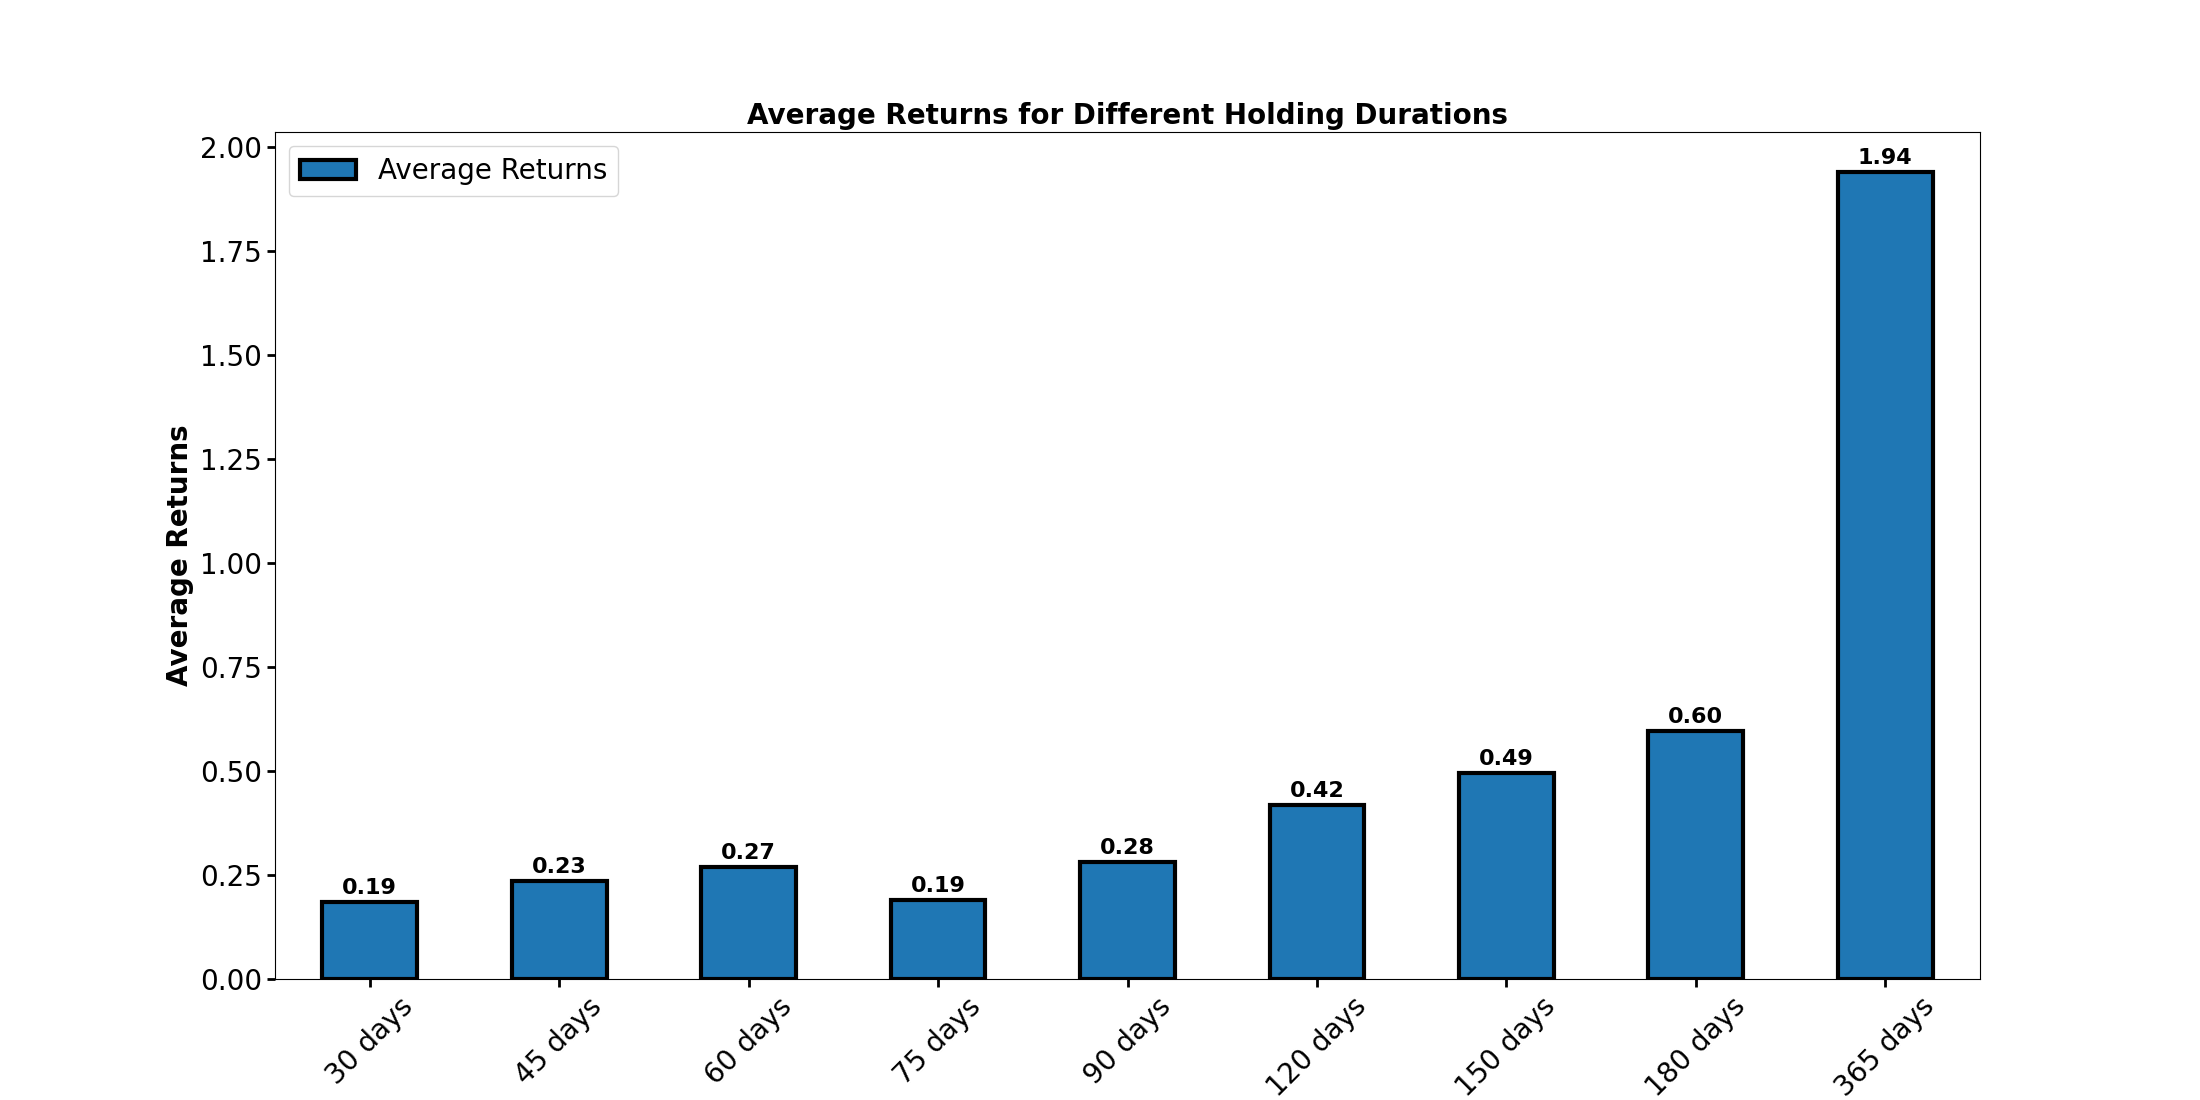 Average Returns for Different Holding Durations
Average Returns
Average Returns
2.00
1.75
1.50
1.25
1.00
0.75
0.50
0.25
0.00
0.19
0.23
0.27
0.19
0.28
0.42
0.49
0.60
1.94
30 days
45 days
60 days
75 days
90 days
120 days
150 days
180 days
365 days